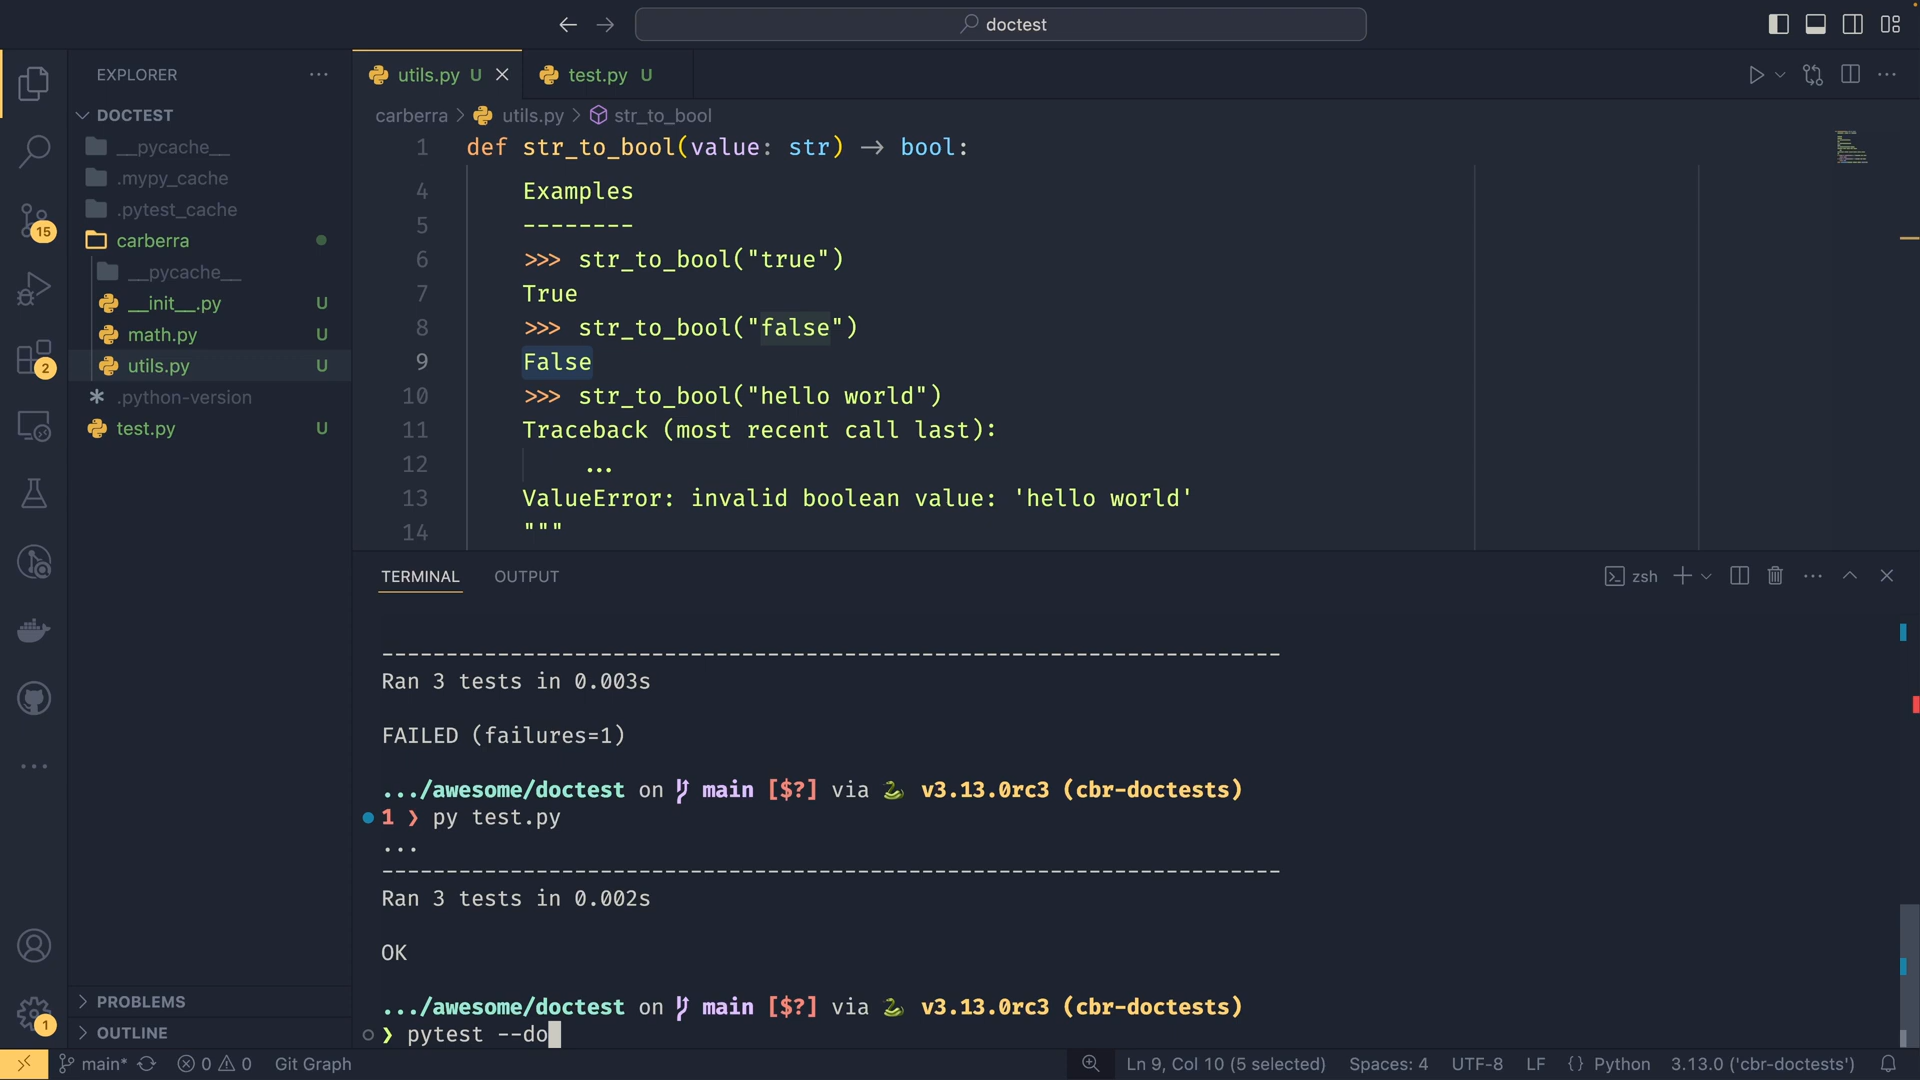 doctest
EXPLORER
DOCTEST
__pycache__
.mypy_cache
.pytest_cache
carberra
__pycache__
__init__.py U
math.py U
utils.py U
.python-version
test.py U
PROBLEMS
OUTLINE
15
2
1
utils.py U
test.py U
carberra > utils.py > str_to_bool
1 def str_to_bool(value: str) → bool:
4 Examples
5 --------
6 >>> str_to_bool("true")
7 True
8 >>> str_to_bool("false")
9 False
10 >>> str_to_bool("hello world")
11 Traceback (most recent call last):
12 ...
13 ValueError: invalid boolean value: 'hello world'
14 """
TERMINAL OUTPUT
zsh
----------------------------------------------------------------------
Ran 3 tests in 0.003s
FAILED (failures=1)
.../awesome/doctest on main [$?] via v3.13.0rc3 (cbr-doctests)
1 ❯ py test.py
...
----------------------------------------------------------------------
Ran 3 tests in 0.002s
OK
.../awesome/doctest on main [$?] via v3.13.0rc3 (cbr-doctests)
❯ pytest --do
main* 0 0 Git Graph Ln 9, Col 10 (5 selected) Spaces: 4 UTF-8 LF {} Python 3.13.0 ('cbr-doctests')